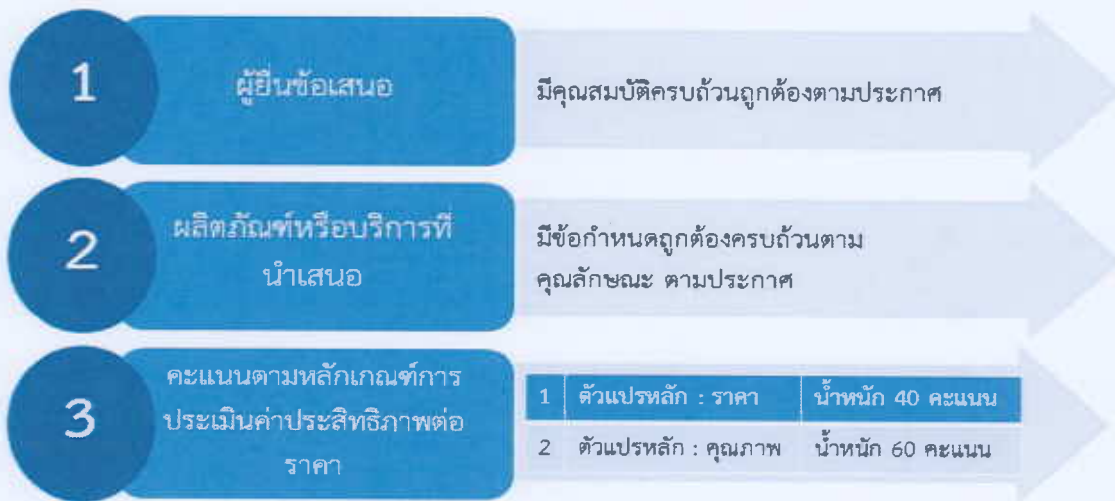 1
ผู้ยื่นข้อเสนอ
มีคุณสมบัติครบถ้วนถูกต้องตามประกาศ
2
ผลิตภัณฑ์หรือบริการที่
นำเสนอ
มีข้อกำหนดถูกต้องครบถ้วนตาม
คุณลักษณะ ตามประกาศ
3
คะแนนตามหลักเกณฑ์การ
ประเมินค่าประสิทธิภาพต่อ
ราคา
1 ตัวแปรหลัก : ราคา น้ำหนัก 40 คะแนน
2 ตัวแปรหลัก : คุณภาพ น้ำหนัก 60 คะแนน